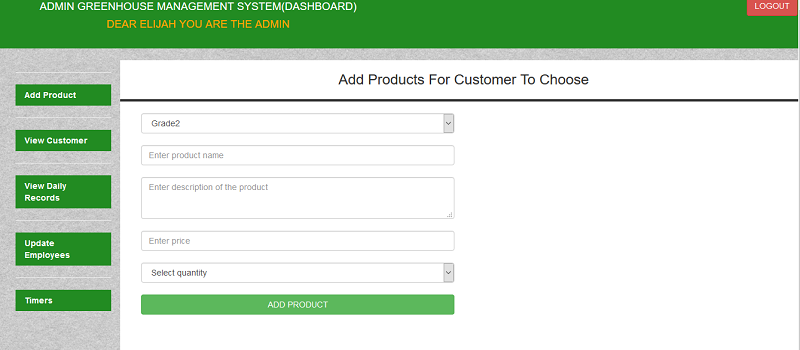 ADMIN GREENHOUSE MANAGEMENT SYSTEM(DASHBOARD)
LOGOUT
DEAR ELIJAH YOU ARE THE ADMIN
Add Products For Customer To Choose
Add Product
View Customer
View Daily
Records
Update
Employees
Timers
Grade2
Enter product name
Enter description of the product
Enter price
Select quantity
ADD PRODUCT